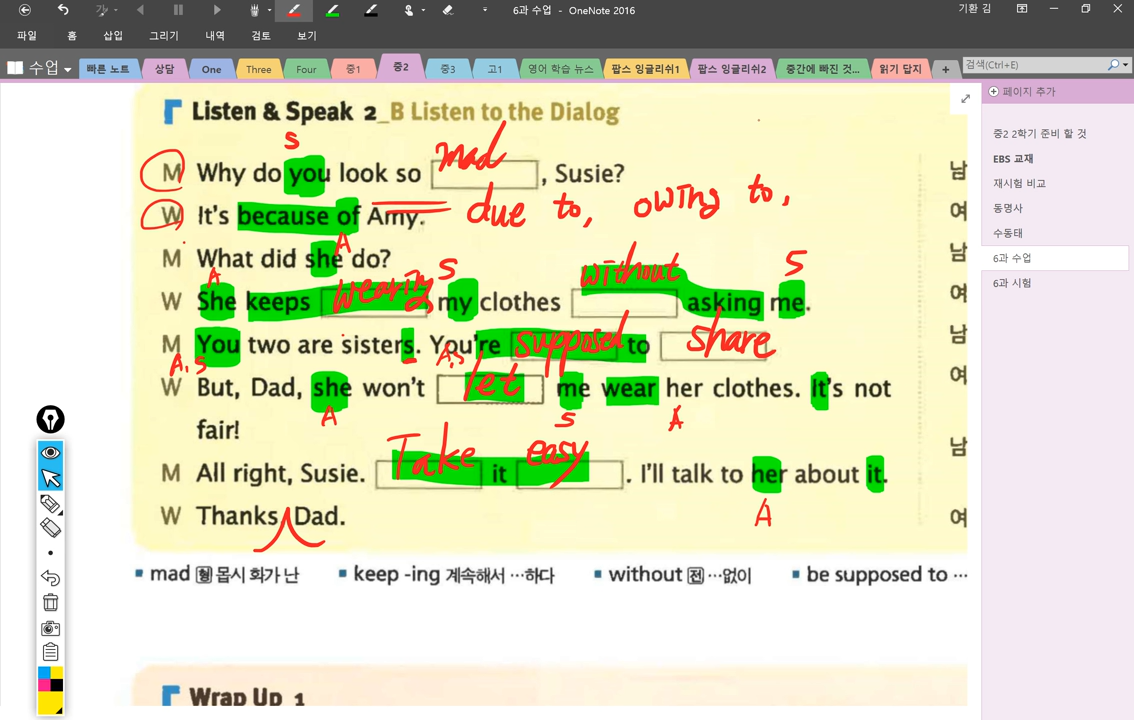 6과 수업 - OneNote 2016
기환 김
파일 홈 삽입 그리기 내역 검토 보기
수업 빠른 노트 상담 One Three Four 중1 중2 중3 고1 영어 학습 뉴스 팝스 잉글리쉬1 팝스 잉글리쉬2 중간에 빠진 것... 읽기 답지 + 검색(Ctrl+E)
페이지 추가
중2 2학기 준비 할 것
EBS 교재
재시험 비교
동명사
수동태
6과 수업
6과 시험
Listen & Speak 2_B Listen to the Dialog
S
M Why do you look so mad, Susie? 남
W It's because of Amy. due to, owing to, 여
A
M What did she do? 남
A S S
W She keeps wearing my clothes without asking me. 여
M You two are sisters. You're supposed to share 남
A, S A,S
W But, Dad, she won't let me wear her clothes. It's not 여
A S A
fair!
M All right, Susie. Take it easy. I'll talk to her about it. 남
A
W Thanks, Dad. 여
mad 형 몹시 화가 난 keep -ing 계속해서 …하다 without 전 …없이 be supposed to …
Wrap Up 1